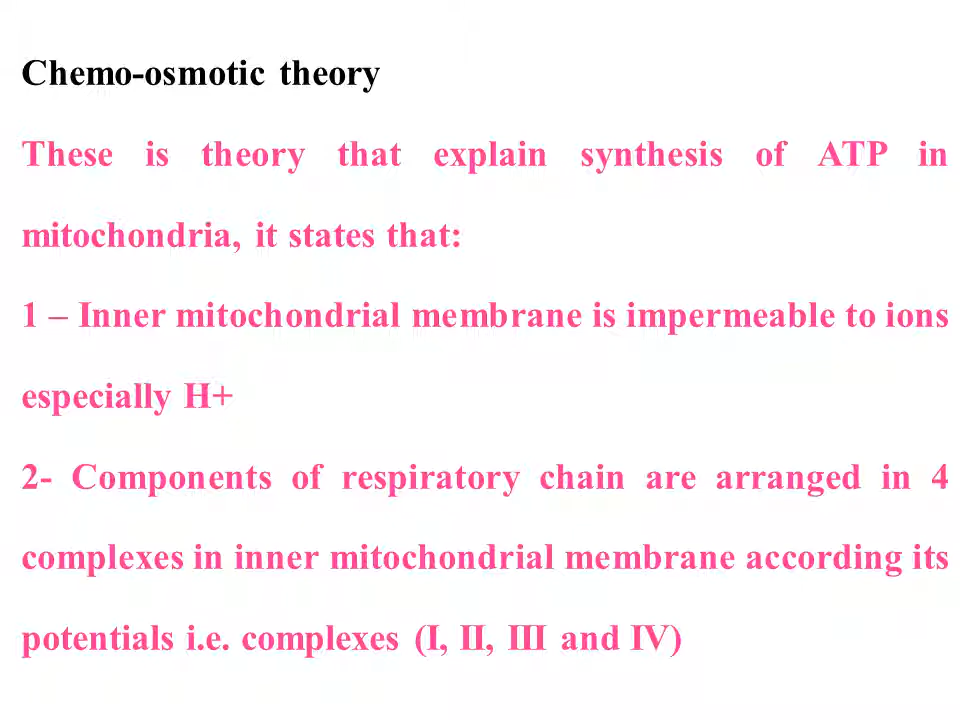 Chemo-osmotic theory
These is theory that explain synthesis of ATP in
mitochondria, it states that:
1 – Inner mitochondrial membrane is impermeable to ions
especially H+
2- Components of respiratory chain are arranged in 4
complexes in inner mitochondrial membrane according its
potentials i.e. complexes (I, II, III and IV)